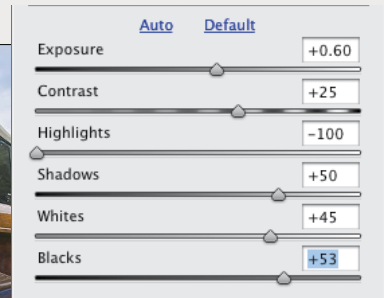 Auto Default
Exposure +0.60
Contrast +25
Highlights -100
Shadows +50
Whites +45
Blacks +53